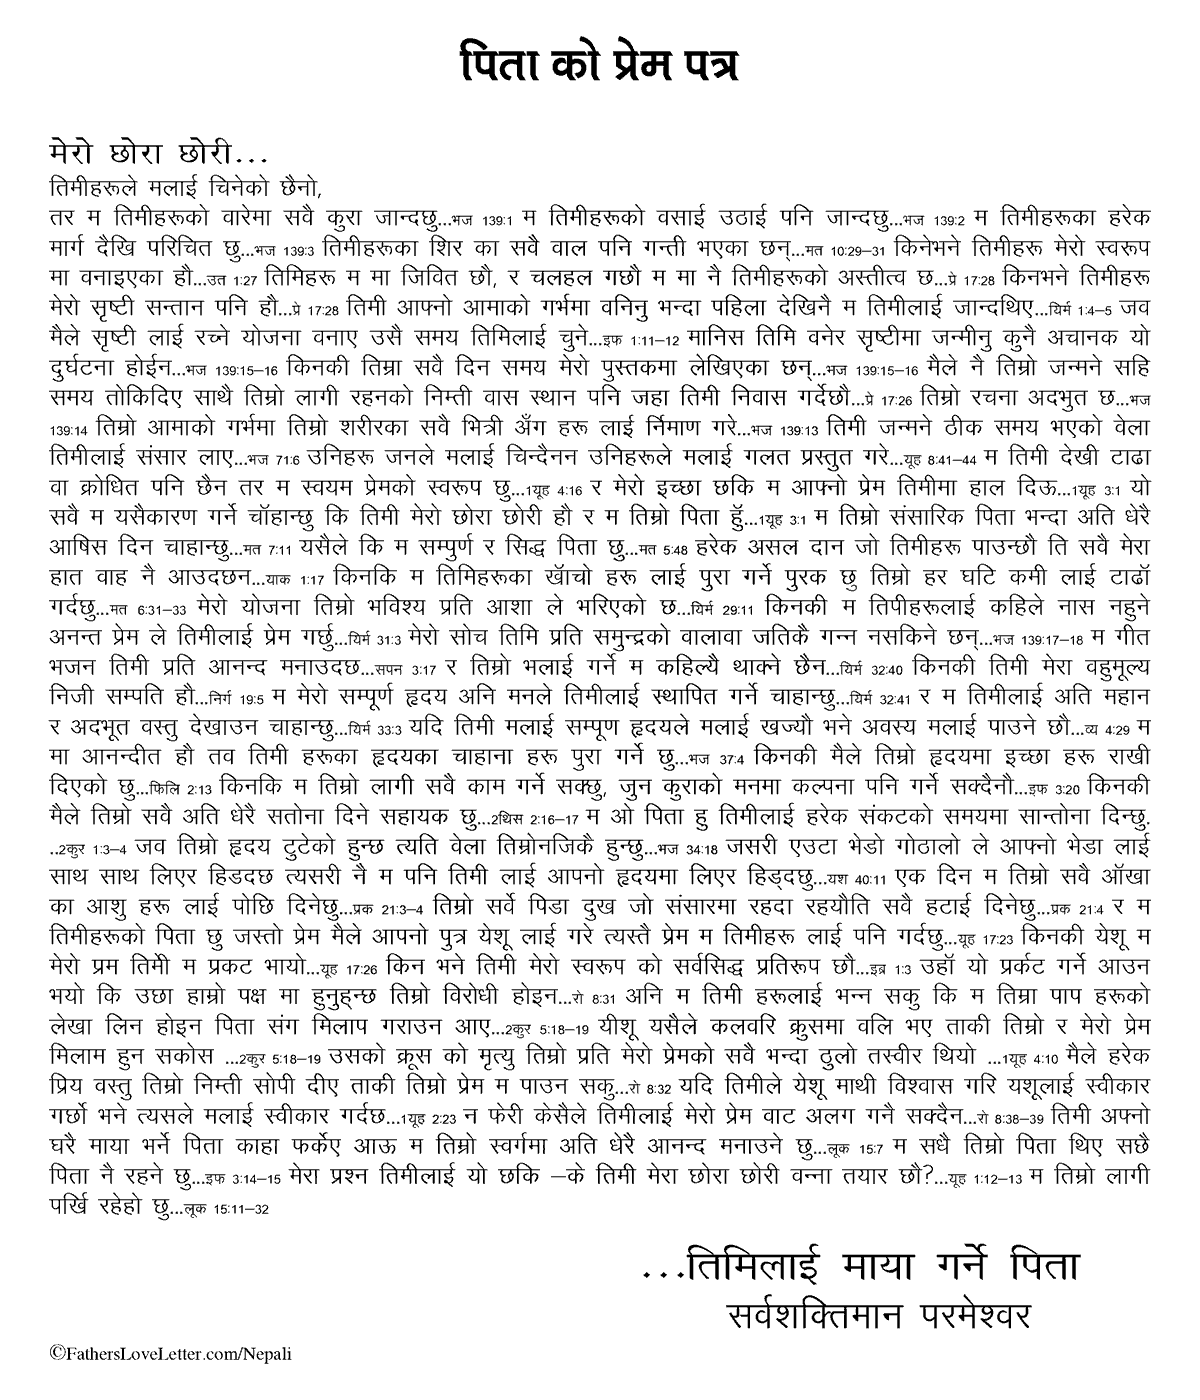 पिता को प्रेम पत्र
मेरो छोरा छोरी...
तिमीहरूले मलाई चिनेको छैनो,
तर म तिमीहरूको वारेमा सवै कुरा जान्दछु...भज 139:1 म तिमीहरूको वसाई उठाई पनि जान्दछु...भज 139:2 म तिमीहरूका हरेक
मार्ग दैखि परिचित छु...भज 139:3 तिमीहरूका शिर का सवै वाल पनि गन्ती भएका छन्...मत 10:29–31 किनेभने तिमीहरू मेरो स्वरूप
मा वनाइएका हौ...उत 1:27 तिमिहरू म मा जिवित छौ, र चलहल गछौ म मा नै तिमीहरूको अस्तीत्व छ...प्रे 17:28 किनभने तिमीहरू
मेरो सृष्टी सन्तान पनि हौ...प्रे 17:28 तिमी आफ्नो आमाको गर्भमा वनिनु भन्दा पहिला देखिनै म तिमीलाई जान्दथिए...यिर्म 1:4–5 जव
मैले सृष्टी लाई रच्ने योजना वनाए उसै समय तिमिलाई चुने...इफ 1:11–12 मानिस तिमि वनेर सृष्टीमा जन्मीनु कुनै अचानक यो
दुर्घटना होईन...भज 139:15–16 किनकी तिम्रा सवै दिन समय मेरो पुस्तकमा लेखिएका छन्...भज 139:15–16 मैले नै तिम्रो जन्मने सहि
समय तोकिदिए साथै तिम्रो लागी रहनको निम्ती वास स्थान पनि जहा तिमी निवास गर्देछौ...प्रे 17:26 तिम्रो रचना अदभुत छ...भज
139:14 तिम्रो आमाको गर्भमा तिम्रो शरीरका सवै भित्री अँग हरू लाई र्निमाण गरे...भज 139:13 तिमी जन्मने ठीक समय भएको वेला
तिमीलाई संसार लाए...भज 71:6 उनिहरू जनले मलाई चिन्दैनन उनिहरूले मलाई गलत प्रस्तुत गरे...यूह 8:41–44 म तिमी देखी टाढा
वा क्रोधित पनि छैन तर म स्वयम प्रेमको स्वरूप छु...1यूह 4:16 र मेरो इच्छा छकि म आफ्नो प्रेम तिमीमा हाल दिऊ...1यूह 3:1 यो
सवै म यसैकारण गर्ने चाॅहान्छु कि तिमी मेरो छोरा छोरी हौ र म तिम्रो पिता हुॅ...1यूह 3:1 म तिम्रो संसारिक पिता भन्दा अति धेरै
आषिस दिन चाहान्छु...मत 7:11 यसैले कि म सम्पुर्ण र सिद्ध पिता छु...मत 5:48 हरेक असल दान जो तिमीहरू पाउन्छौ ति सवै मेरा
हात वाह नै आउदछन...याक 1:17 किनकि म तिमिहरूका खॅाचो हरू लाई पुरा गर्ने पुरक छु तिम्रो हर घटि कमी लाई टाढाॅ
गर्दछु...मत 6:31–33 मेरो योजना तिम्रो भविश्य प्रति आशा ले भरिएको छ...यिर्म 29:11 किनकी म तिपीहरूलाई कहिले नास नहुने
अनन्त प्रेम ले तिमीलाई प्रेम गर्छु...यिर्म 31:3 मेरो सोच तिमि प्रति समुन्द्रको वालावा जतिकै गन्न नसकिने छन्...भज 139:17–18 म गीत
भजन तिमी प्रति आनन्द मनाउदछ...सपन 3:17 र तिम्रो भलाई गर्ने म कहिल्यै थाक्ने छैन...यिर्म 32:40 किनकी तिमी मेरा वहुमूल्य
निजी सम्पति हौ...निर्ग 19:5 म मेरो सम्पूर्ण हृदय अनि मनले तिमीलाई स्थापित गर्ने चाहान्छु...यिर्म 32:41 र म तिमीलाई अति महान
र अदभूत वस्तु देखाउन चाहान्छु...यिर्म 33:3 यदि तिमी मलाई सम्पूण हृदयले मलाई खज्यौ भने अवस्य मलाई पाउने छौ...व्य 4:29 म
मा आनन्दीत हौ तव तिमी हरूका हृदयका चाहाना हरू पुरा गर्ने छु...भज 37:4 किनकी मैले तिम्रो हृदयमा इच्छा हरू राखी
दिएको छु...फिलि 2:13 किनकि म तिम्रो लागी सवै काम गर्ने सक्छु, जुन कुराको मनमा कल्पना पनि गर्ने सक्दैनौ...इफ 3:20 किनकी
मैले तिम्रो सवै अति धेरै सतोना दिने सहायक छु...2थिस 2:16–17 म ओ पिता हु तिमीलाई हरेक संकटको समयमा सान्तोना दिन्छु.
..2कुर 1:3–4 जव तिम्रो हृदय टुटेको हुन्छ त्यति वेला तिम्रोनजिकै हुन्छु...भज 34:18 जसरी एउटा भेडो गोठालो ले आफ्नो भेडा लाई
साथ साथ लिएर हिडदछ त्यसरी नै म पनि तिमी लाई आपनो हृदयमा लिएर हिड्दछु...यश 40:11 एक दिन म तिम्रो सवै आॅखा
का आशु हरू लाई पोछि दिनेछु...प्रक 21:3–4 तिम्रो सर्वे पिडा दुख जो संसारमा रहदा रहयौति सवै हटाई दिनेछु...प्रक 21:4 र म
तिमीहरूको पिता छु जस्तो प्रेम मैले आपनो पुत्र येशू लाई गरे त्यस्तै प्रेम म तिमीहरू लाई पनि गर्दछु...यूह 17:23 किनकी येशू म
मेरो प्रम तिमीे म प्रकट भायो...यूह 17:26 किन भने तिमी मेरो स्वरूप को सर्वसिद्ध प्रतिरूप छौ...इब्र 1:3 उहाॅ यो प्रर्कट गर्ने आउन
भयो कि उछा हाम्रो पक्ष मा हुनुहन्छ तिम्रो विरोधी होइन...रो 8:31 अनि म तिमी हरूलाई भन्न सकु कि म तिम्रा पाप हरूको
लेखा लिन होइन पिता संग मिलाप गराउन आए...2कुर 5:18–19 यीशू यसैले कलवरि क्रुसमा वलि भए ताकी तिम्रो र मेरो प्रेम
मिलाम हुन सकोस ...2कुर 5:18–19 उसको क्रूस को मृत्यु तिम्रो प्रति मेरो प्रेमको सवै भन्दा ठुलो तस्वीर थियो ...1यूह 4:10 मैले हरेक
प्रिय वस्तु तिम्रो निम्ती सोपी दीए ताकी तिम्रो प्रेम म पाउन सकु...रो 8:32 यदि तिमीले येशू माथी विश्वास गरि यशूलाई स्वीकार
गर्छो भने त्यसले मलाई स्वीकार गर्दछ...1यूह 2:23 न फेरी केसैले तिमीलाई मेरो प्रेम वाट अलग गनै सक्दैन...रो 8:38–39 तिमी अफ्नो
घरै माया भर्ने पिता काहा फर्केए आऊ म तिम्रो स्वर्गमा अति धेरै आनन्द मनाउने छु...लूक 15:7 म सधै तिम्रो पिता थिए सछै
पिता नै रहने छु...इफ 3:14–15 मेरा प्रश्न तिमीलाई यो छकि –के तिमी मेरा छोरा छोरी वन्ना तयार छौ?...यूह 1:12–13 म तिम्रो लागी
पर्खि रहेहो छु...लूक 15:11–32
...तिमिलाई माया गर्ने पिता
सर्वशक्तिमान परमेश्वर
©FathersLoveLetter.com/Nepali